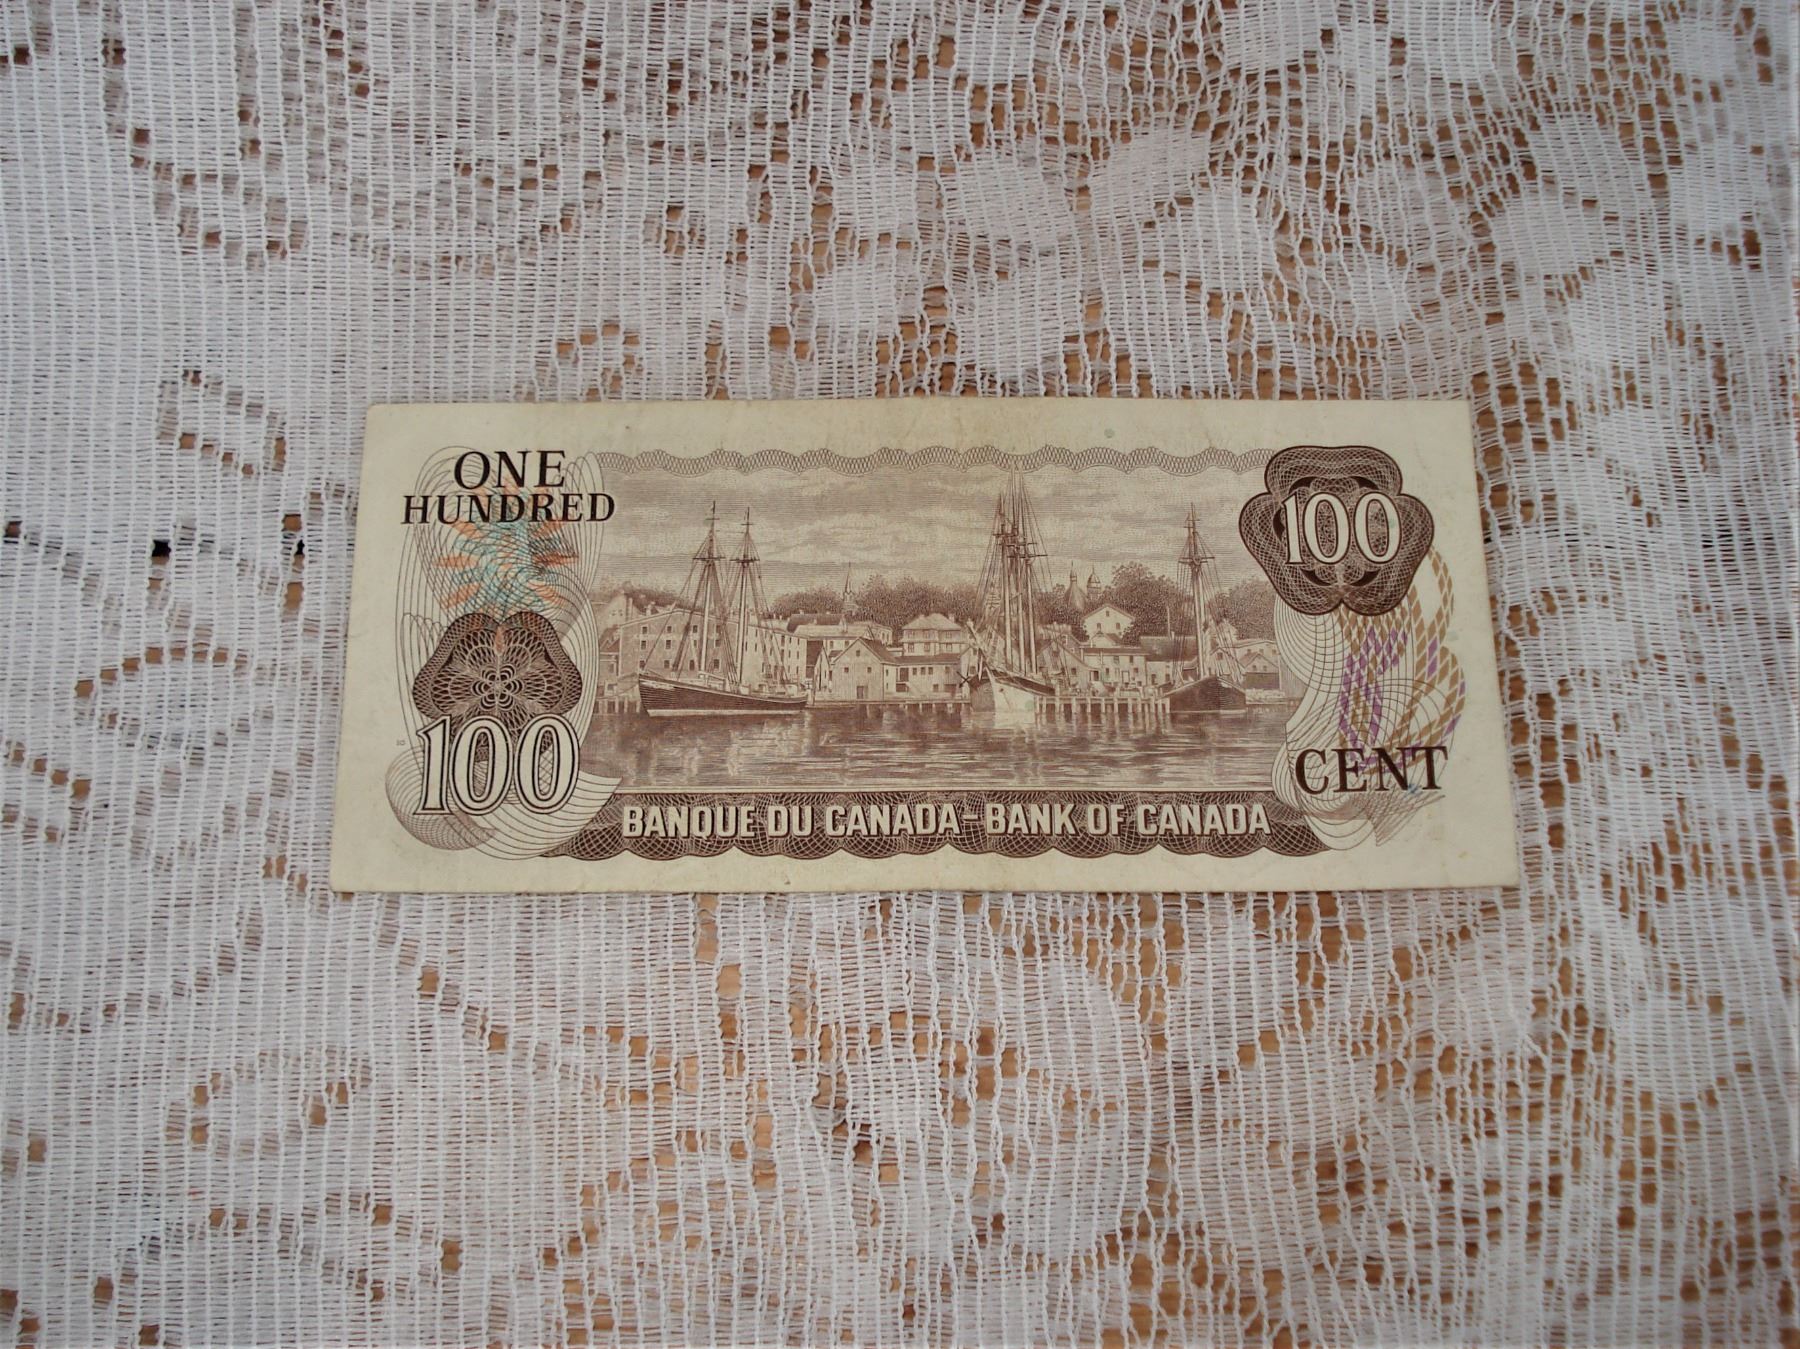 ONE
HUNDRED
100
100
CENT
BANQUE DU CANADA-BANK OF CANADA